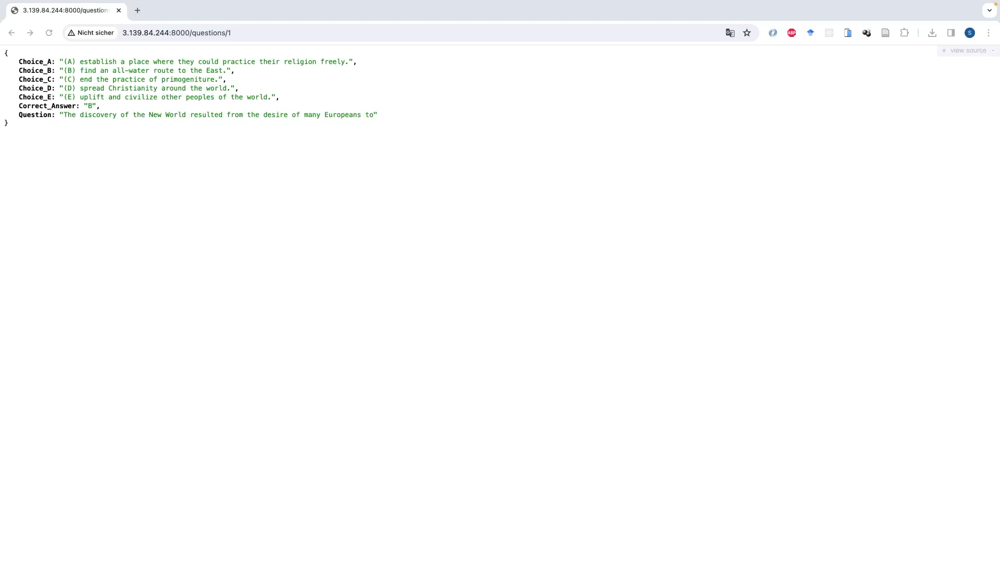 3.139.84.244:8000/question
Nicht sicher
3.139.84.244:8000/questions/1
ABP
S
+ view source -
{
Choice_A: "(A) establish a place where they could practice their religion freely.",
Choice_B: "(B) find an all-water route to the East.",
Choice_C: "(C) end the practice of primogeniture.",
Choice_D: "(D) spread Christianity around the world.",
Choice_E: "(E) uplift and civilize other peoples of the world.",
Correct_Answer: "B",
Question: "The discovery of the New World resulted from the desire of many Europeans to"
}